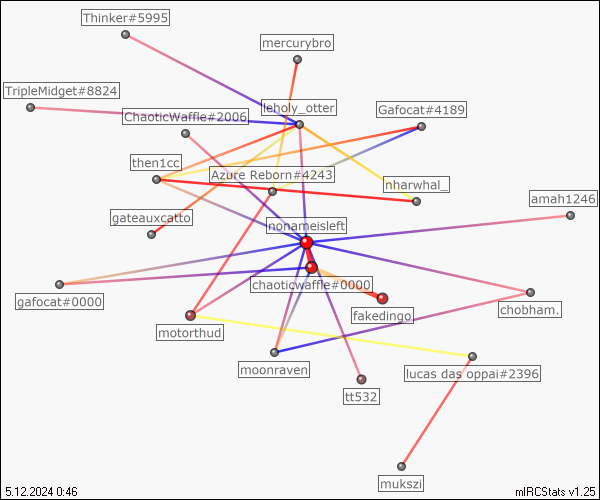 Thinker#5995
mercurybro
TripleMidget#8824
leholy_otter
Gafocat#4189
ChaoticWaffle#2006
then1cc
Azure Reborn#4243
nharwhal_
amah1246
gateauxcatto
nonameisleft
chaoticwaffle#0000
gafocat#0000
fakedingo
chobham.
motorthud
moonraven
lucas das oppai#2396
tt532
mukszi
5.12.2024 0:46
mIRCStats v1.25